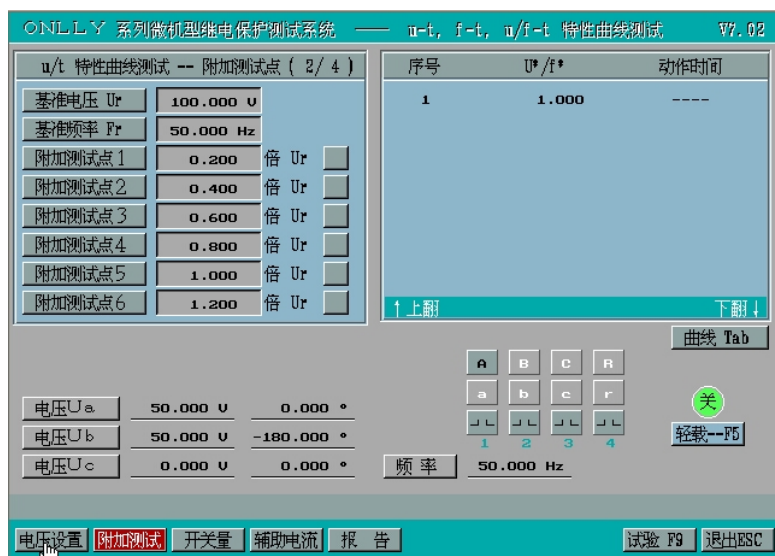 ONLLY 系列微机型继电保护测试系统 —— u-t, f-t, u/f-t 特性曲线测试 V7.02
u/t 特性曲线测试 -- 附加测试点 ( 2/ 4 )
基准电压 Ur 100.000 V
基准频率 Fr 50.000 Hz
附加测试点1 0.200 倍 Ur
附加测试点2 0.400 倍 Ur
附加测试点3 0.600 倍 Ur
附加测试点4 0.800 倍 Ur
附加测试点5 1.000 倍 Ur
附加测试点6 1.200 倍 Ur
序号 U*/f* 动作时间
1 1.000 ----
↑上翻 下翻↓
曲线 Tab
A B C R
a b c r
1 2 3 4
关
轻载--F5
电压Ua 50.000 V 0.000 °
电压Ub 50.000 V -180.000 °
电压Uc 0.000 V 0.000 °
频 率 50.000 Hz
电压设置 附加测试 开关量 辅助电流 报 告 试验 F9 退出ESC